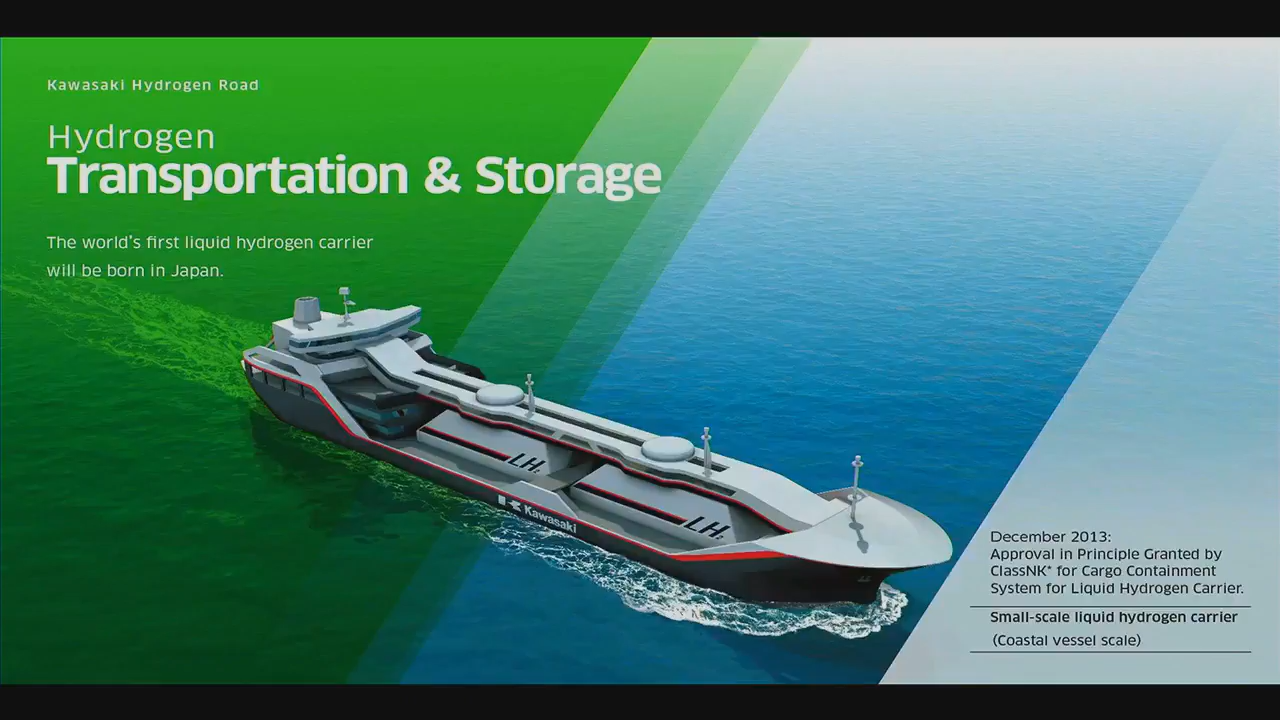 Kawasaki Hydrogen Road
Hydrogen
Transportation & Storage
The world's first liquid hydrogen carrier
will be born in Japan.
LH₂
LH₂
Kawasaki
December 2013:
Approval in Principle Granted by
ClassNK* for Cargo Containment
System for Liquid Hydrogen Carrier.
Small-scale liquid hydrogen carrier
(Coastal vessel scale)